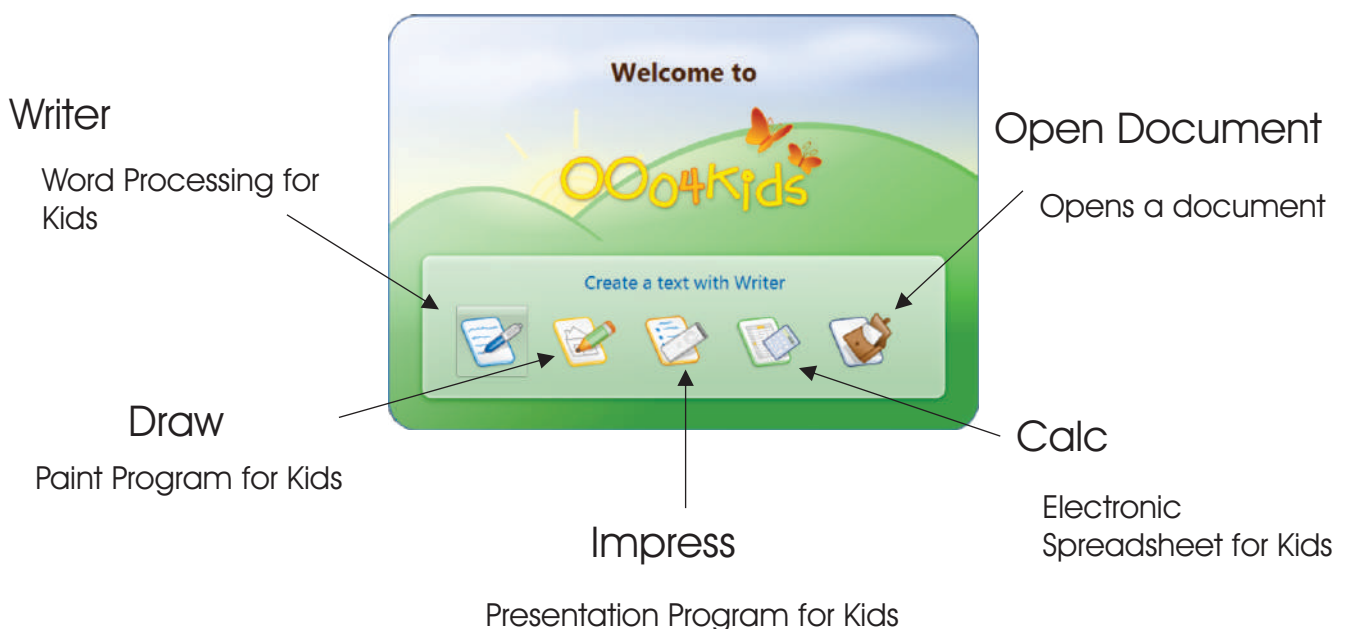 Welcome to
OOo4Kids
Create a text with Writer
Writer
Word Processing for
Kids
Open Document
Opens a document
Draw
Paint Program for Kids
Impress
Presentation Program for Kids
Calc
Electronic
Spreadsheet for Kids